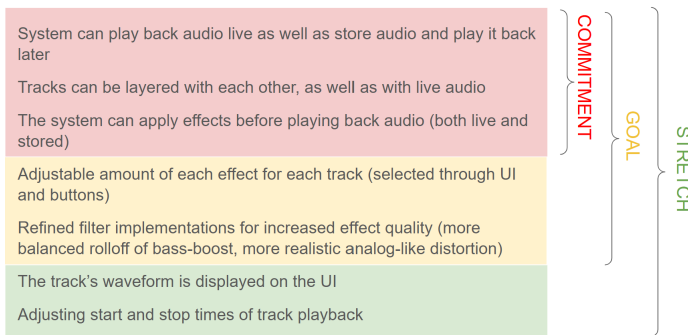 System can play back audio live as well as store audio and play it back
later
Tracks can be layered with each other, as well as with live audio
The system can apply effects before playing back audio (both live and
stored)
Adjustable amount of each effect for each track (selected through UI
and buttons)
Refined filter implementations for increased effect quality (more
balanced rolloff of bass-boost, more realistic analog-like distortion)
The track’s waveform is displayed on the UI
Adjusting start and stop times of track playback
COMMITMENT
GOAL
STRETCH